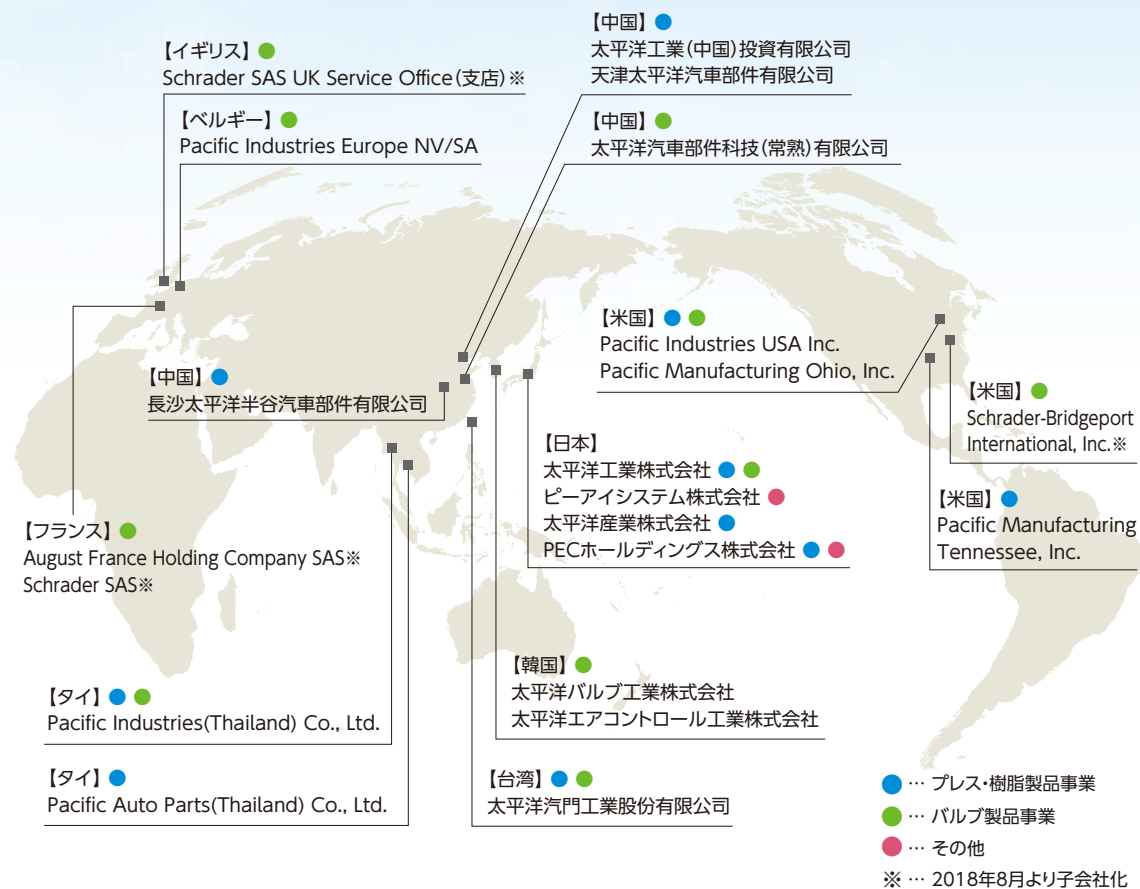 【イギリス】
Schrader SAS UK Service Office(支店)※
【ベルギー】
Pacific Industries Europe NV/SA
【中国】
太平洋工業(中国)投資有限公司
天津太平洋汽車部件有限公司
【中国】
太平洋汽車部件科技(常熟)有限公司
【中国】
長沙太平洋半谷汽車部件有限公司
【米国】
Pacific Industries USA Inc.
Pacific Manufacturing Ohio, Inc.
【米国】
Schrader-Bridgeport
International, Inc.※
【米国】
Pacific Manufacturing
Tennessee, Inc.
【日本】
太平洋工業株式会社
ピーアイシステム株式会社
太平洋産業株式会社
PECホールディングス株式会社
【フランス】
August France Holding Company SAS※
Schrader SAS※
【韓国】
太平洋バルブ工業株式会社
太平洋エアコントロール工業株式会社
【タイ】
Pacific Industries(Thailand) Co., Ltd.
【タイ】
Pacific Auto Parts(Thailand) Co., Ltd.
【台湾】
太平洋汽門工業股份有限公司
… プレス・樹脂製品事業
… バルブ製品事業
… その他
※ … 2018年8月より子会社化